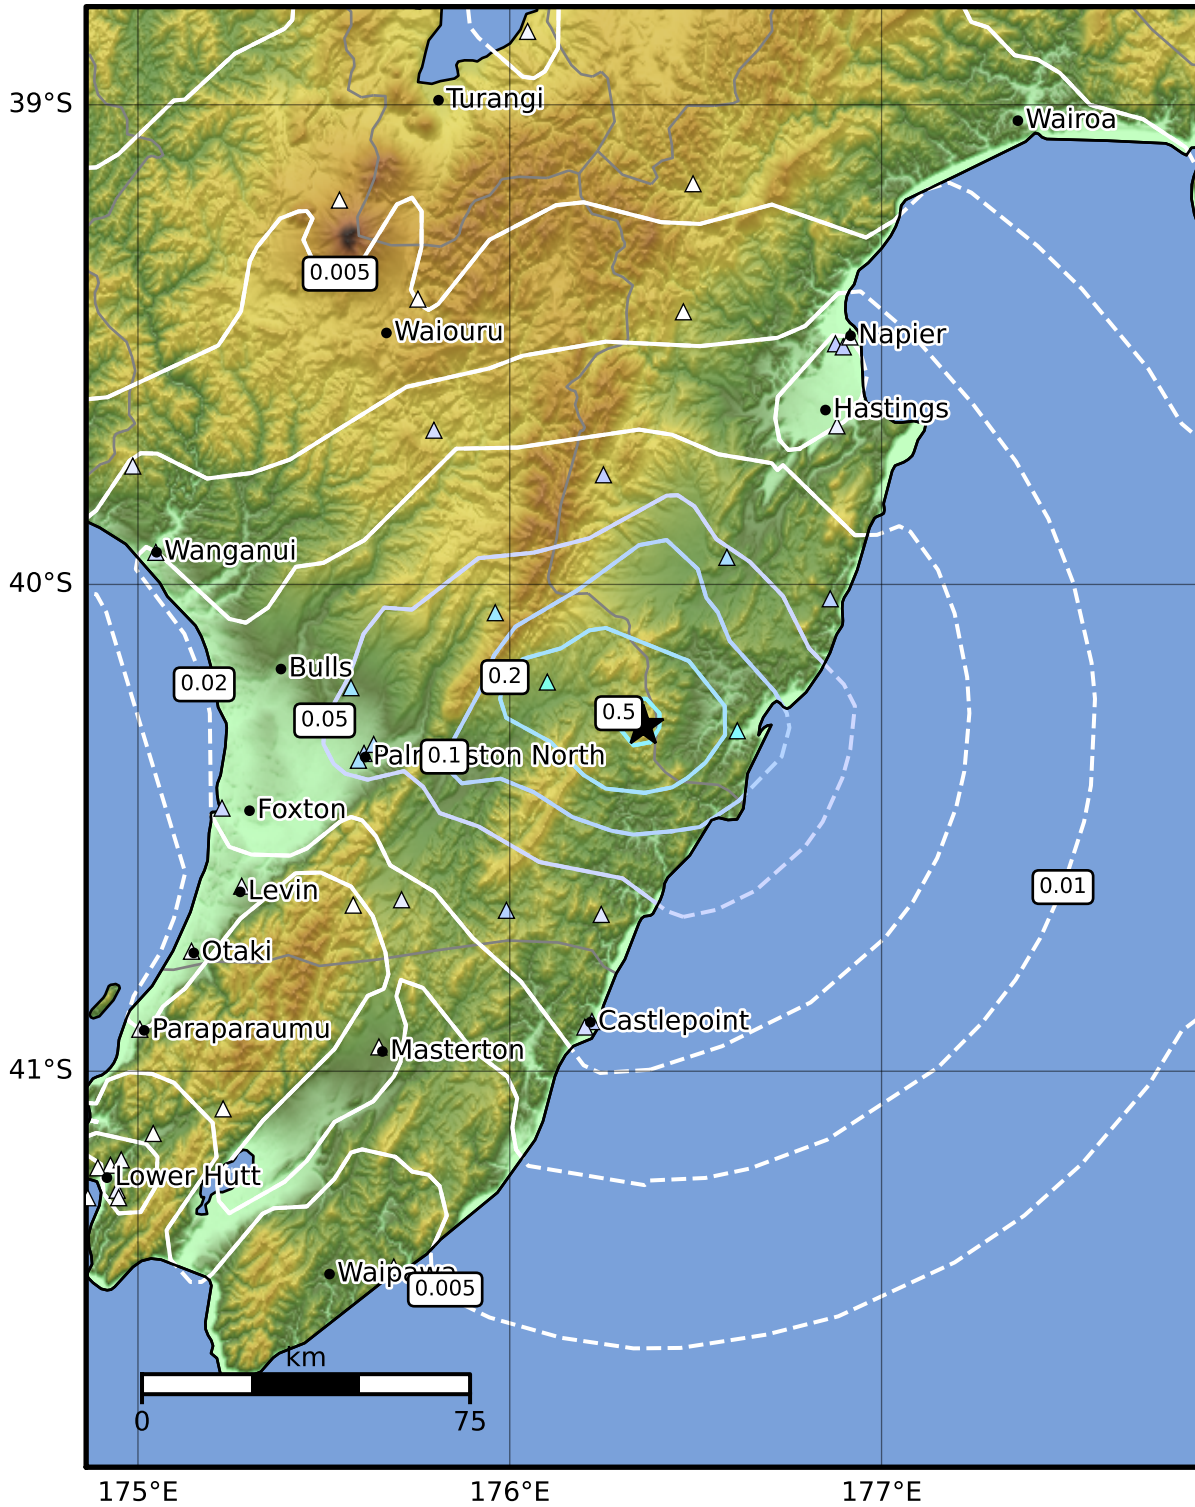 39°S
Turangi
Wairoa
0.005
Waiouru
Napier
Hastings
Wanganui
40°S
Bulls
0.02
0.2
0.05
0.5
0.1
Palmerston North
Foxton
Levin
0.01
Otaki
Castlepoint
Paraparaumu
Masterton
41°S
Lower Hutt
Waipawa
0.005
km
0
75
175°E
176°E
177°E